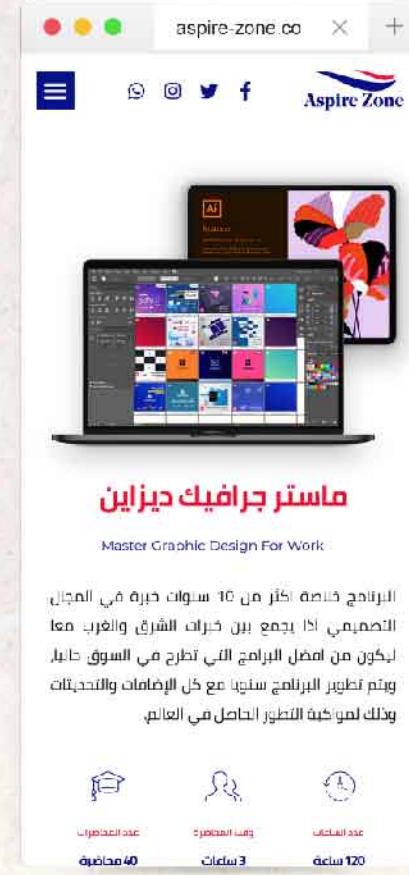 aspire-zone.co
Aspire Zone
Ai
ماستر جرافيك ديزاين
Master Graphic Design For Work
البرنامج خلاصة اكثر من 10 سنوات خبرة في المجال
التصميمي اذا يجمع بين خبرات الشرق والغرب معا
ليكون من افضل البرامج التي تطرح في السوق حاليا,
ويتم تطوير البرنامج سنويا مع كل الإضافات والتحديثات
وذلك لمواكبة التطور الحاصل في العالم.
عدد الساعات
وقت المحاضرة
عدد المحاضرات
120 ساعة
3 ساعات
40 محاضرة